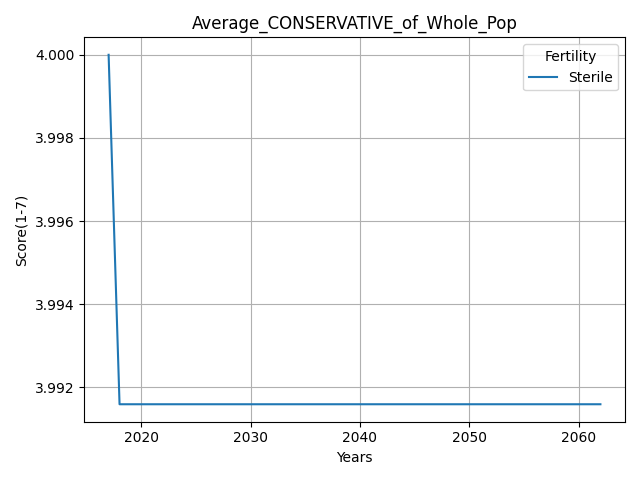 Average_CONSERVATIVE_of_Whole_Pop
Fertility
Sterile
4.000
3.998
3.996
3.994
3.992
Score(1-7)
2020
2030
2040
2050
2060
Years